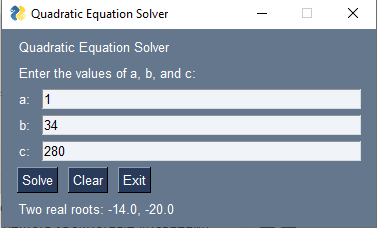 Quadratic Equation Solver
Quadratic Equation Solver
Enter the values of a, b, and c:
a: 1
b: 34
c: 280
Solve Clear Exit
Two real roots: -14.0, -20.0